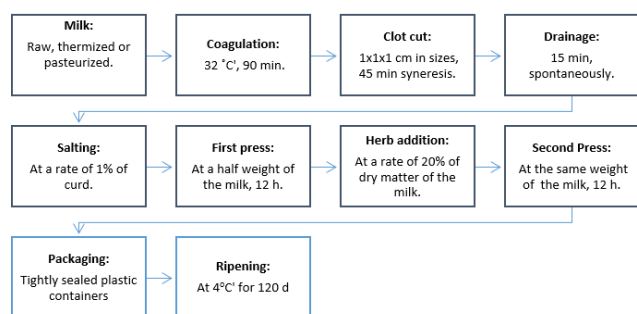 Milk:
Raw, thermized or
pasteurized.
Coagulation:
32 ˚C', 90 min.
Clot cut:
1x1x1 cm in sizes,
45 min syneresis.
Drainage:
15 min,
spontaneously.
Salting:
At a rate of 1% of
curd.
First press:
At a half weight of
the milk, 12 h.
Herb addition:
At a rate of 20% of
dry matter of the
milk.
Second Press:
At the same weight
of the milk, 12 h.
Packaging:
Tightly sealed plastic
containers
Ripening:
At 4⁰C' for 120 d